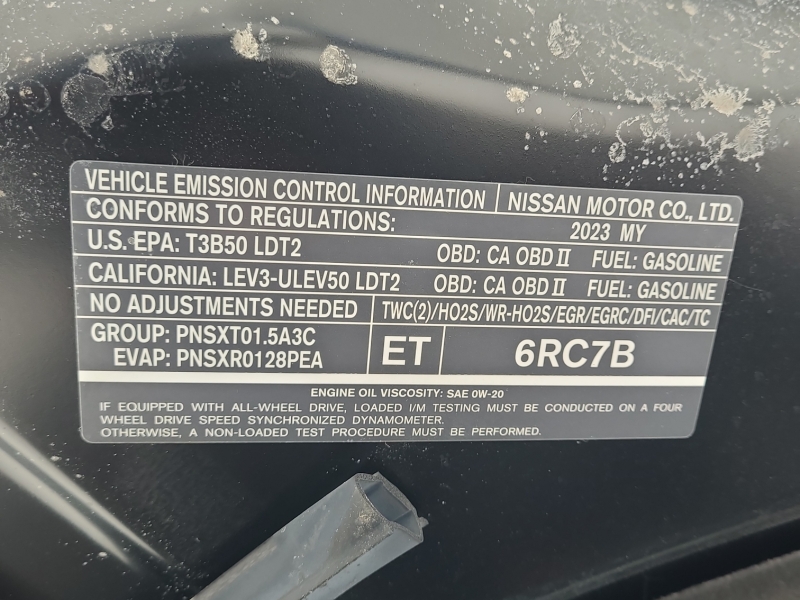 VEHICLE EMISSION CONTROL INFORMATION NISSAN MOTOR CO., LTD.
CONFORMS TO REGULATIONS: 2023 MY
U.S. EPA: T3B50 LDT2 OBD: CA OBD II FUEL: GASOLINE
CALIFORNIA: LEV3-ULEV50 LDT2 OBD: CA OBD II FUEL: GASOLINE
NO ADJUSTMENTS NEEDED TWC(2)/HO2S/WR-HO2S/EGR/EGRC/DFI/CAC/TC
GROUP: PNSXT01.5A3C
EVAP: PNSXR0128PEA
ET 6RC7B
ENGINE OIL VISCOSITY: SAE 0W-20
IF EQUIPPED WITH ALL-WHEEL DRIVE, LOADED I/M TESTING MUST BE CONDUCTED ON A FOUR
WHEEL DRIVE SPEED SYNCHRONIZED DYNAMOMETER.
OTHERWISE, A NON-LOADED TEST PROCEDURE MUST BE PERFORMED.